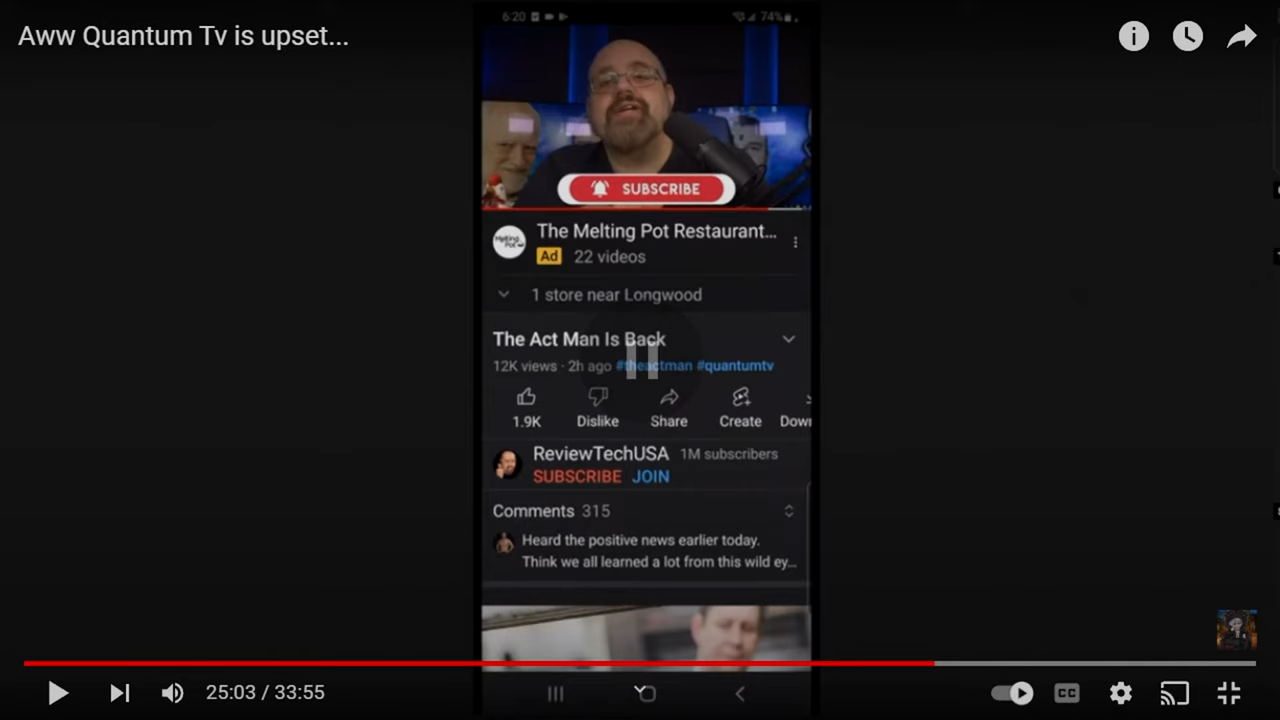 Aww Quantum Tv is upset...
6:20
74%
SUBSCRIBE
Melting Pot
The Melting Pot Restaurant...
Ad 22 videos
1 store near Longwood
The Act Man Is Back
12K views · 2h ago #theactman #quantumtv
1.9K Dislike Share Create Down
ReviewTechUSA 1M subscribers
SUBSCRIBE JOIN
Comments 315
Heard the positive news earlier today.
Think we all learned a lot from this wild ey...
25:03 / 33:55
CC